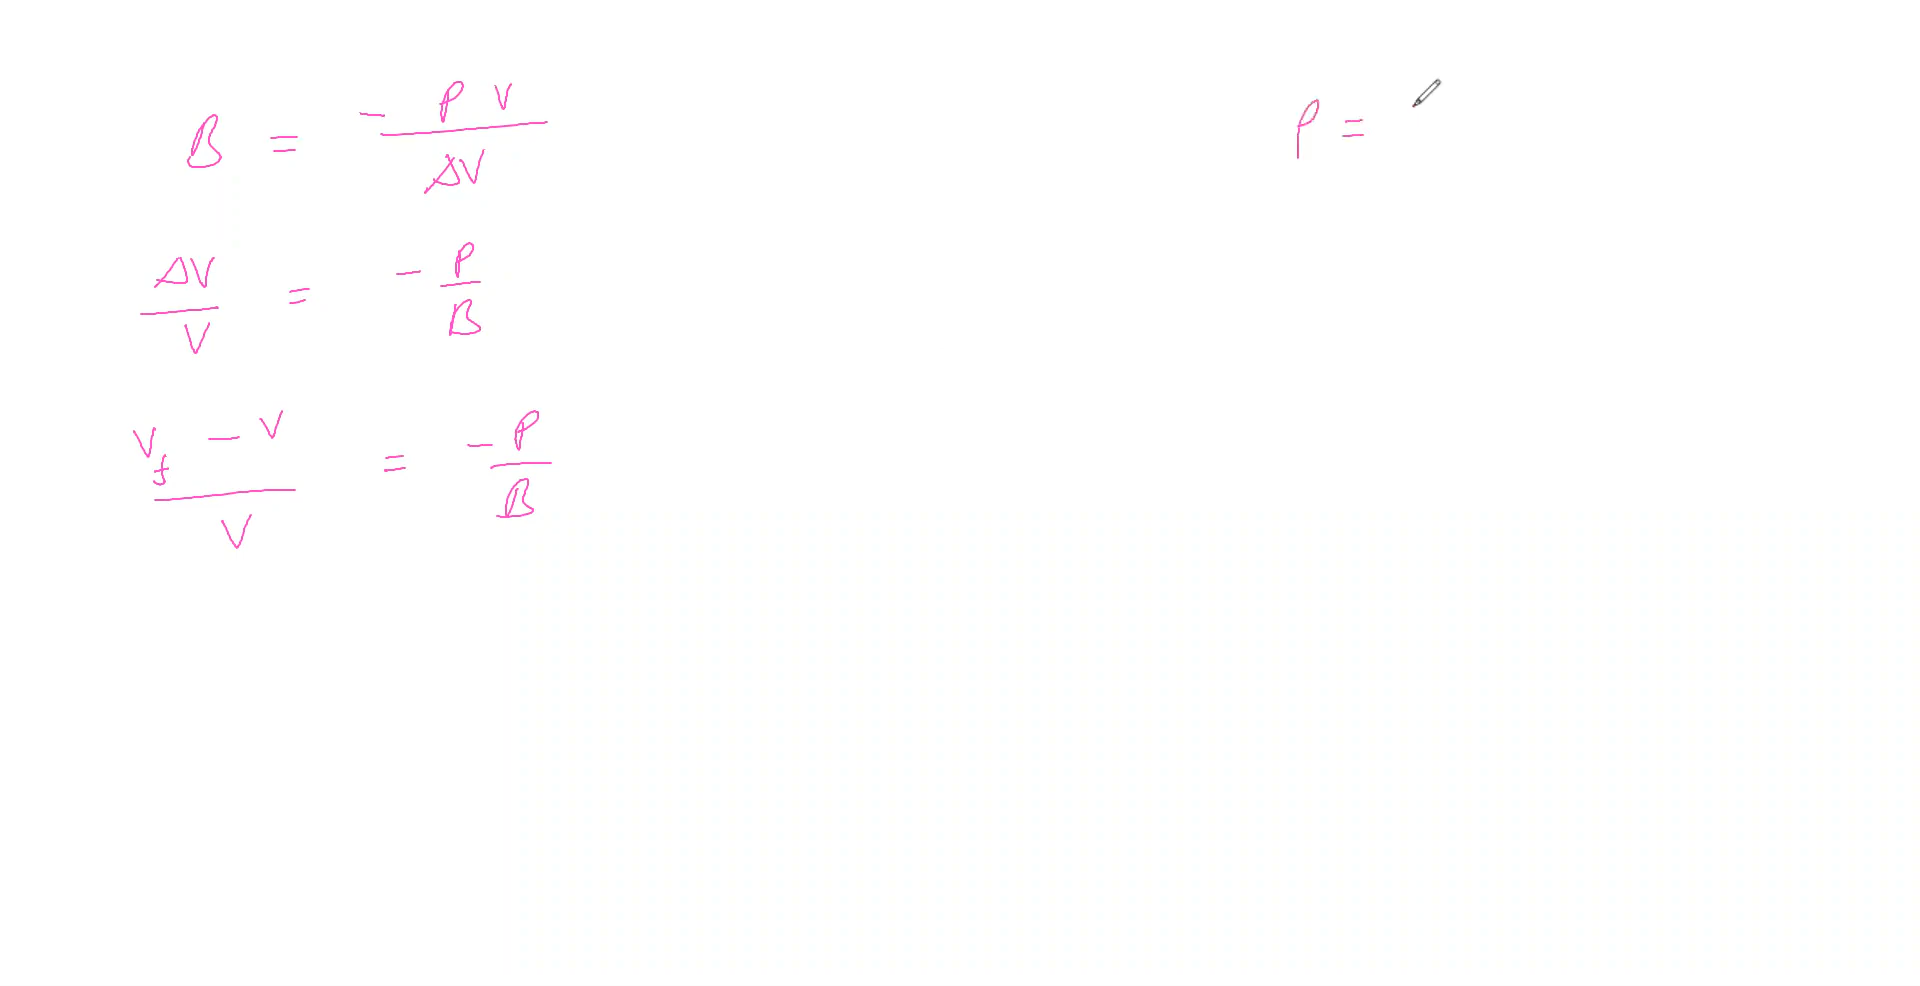 B = - P V / ΔV
ΔV / V = - P / B
V_f - V / V = - P / B
ρ =